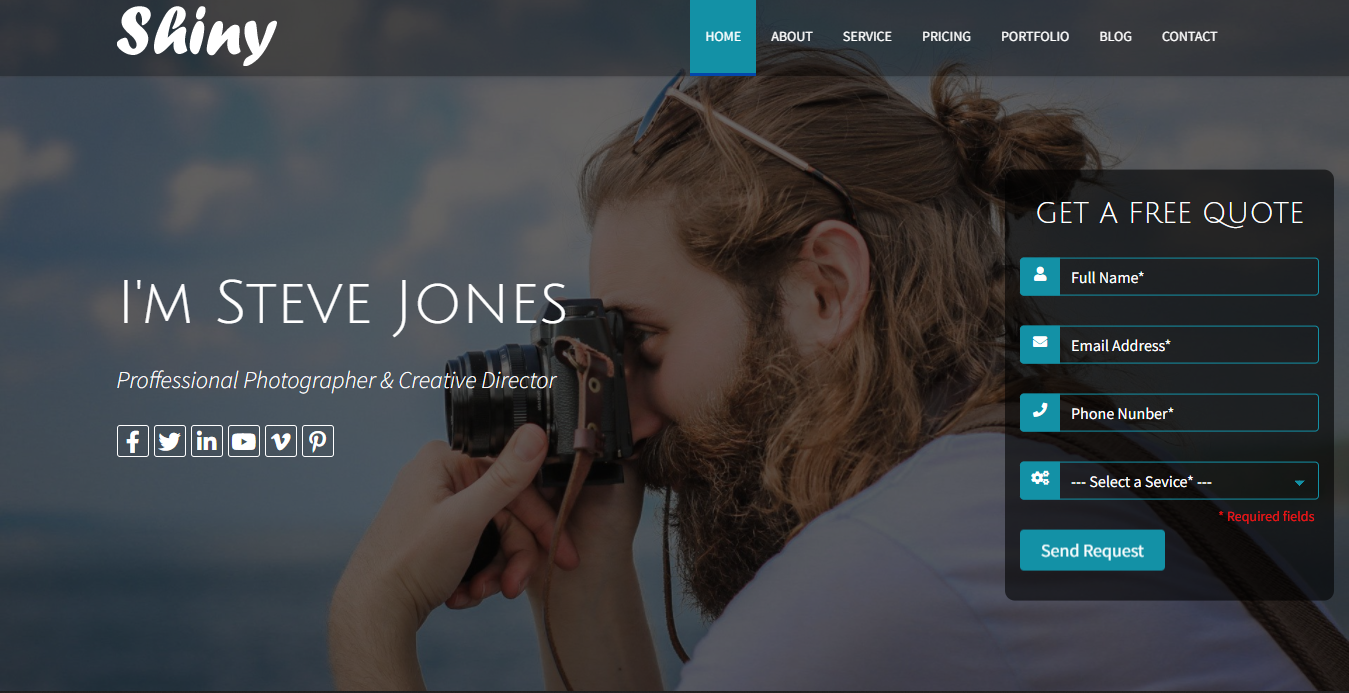 Shiny
HOME ABOUT SERVICE PRICING PORTFOLIO BLOG CONTACT
I'M STEVE JONES
Proffessional Photographer & Creative Director
GET A FREE QUOTE
Full Name*
Email Address*
Phone Nunber*
--- Select a Sevice* ---
* Required fields
Send Request